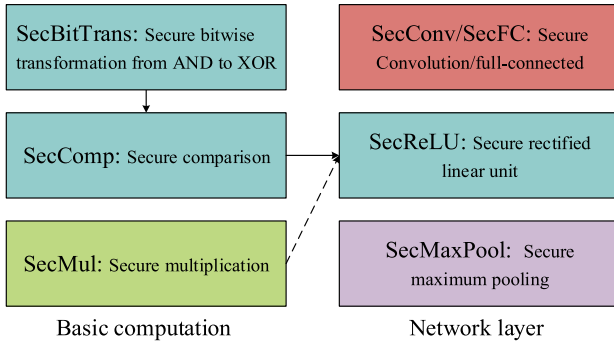 SecBitTrans: Secure bitwise
transformation from AND to XOR
SecComp: Secure comparison
SecMul: Secure multiplication
Basic computation
SecConv/SecFC: Secure
Convolution/full-connected
SecReLU: Secure rectified
linear unit
SecMaxPool: Secure
maximum pooling
Network layer